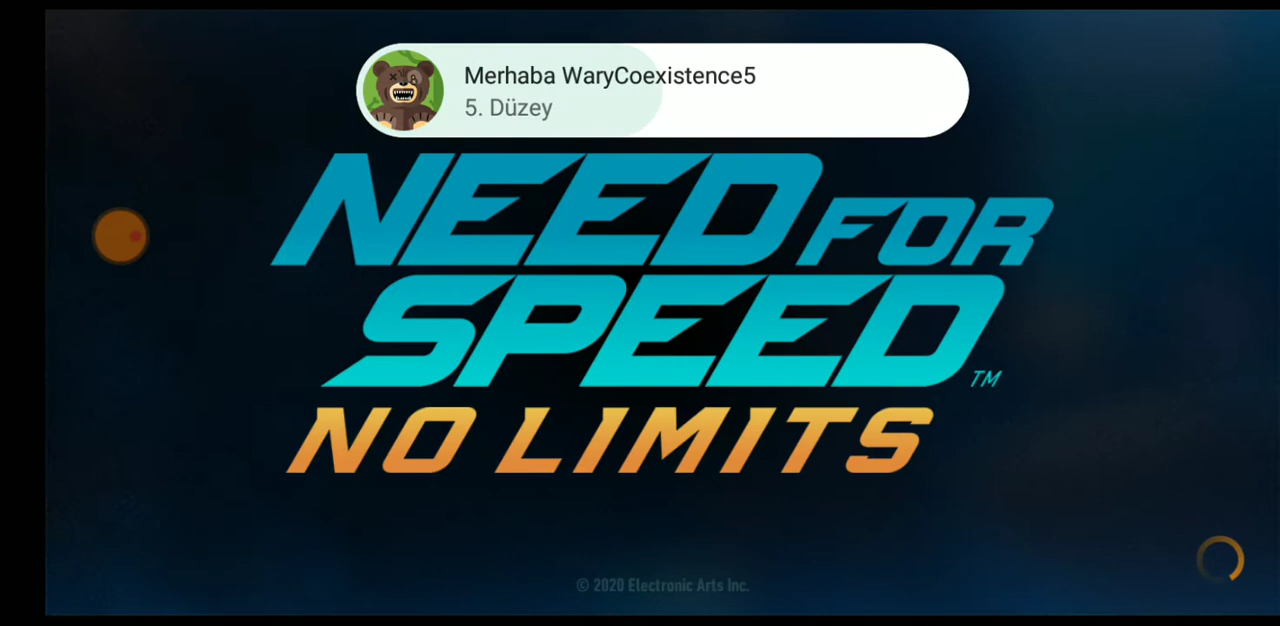 Merhaba WaryCoexistence5
5. Düzey
NEED FOR
SPEED™
NO LIMITS
© 2020 Electronic Arts Inc.